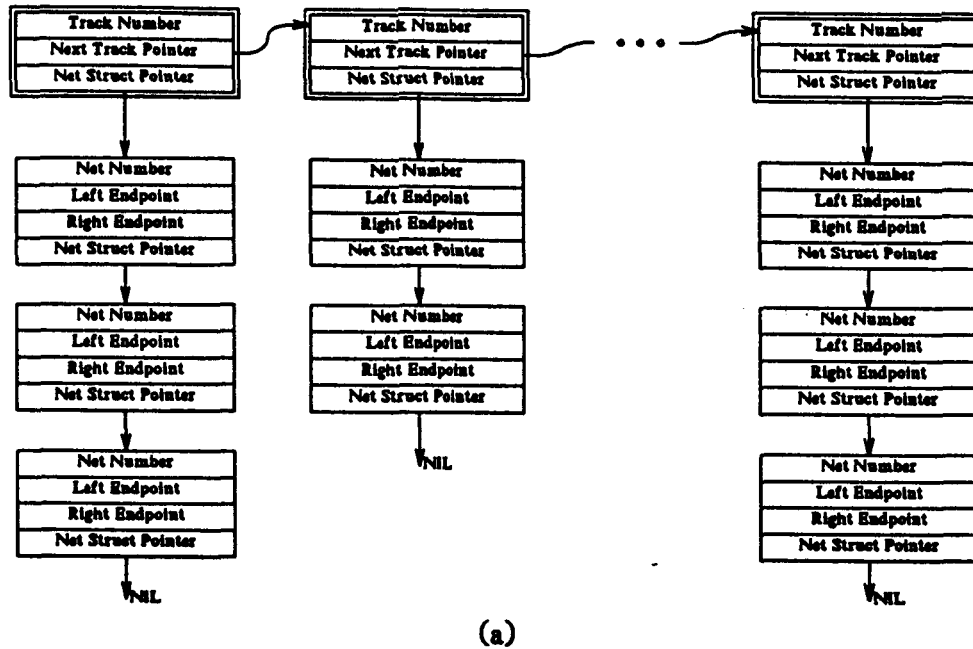 Track Number
Next Track Pointer
Net Struct Pointer
Net Number
Left Endpoint
Right Endpoint
Net Struct Pointer
Net Number
Left Endpoint
Right Endpoint
Net Struct Pointer
Net Number
Left Endpoint
Right Endpoint
Net Struct Pointer
NIL
Track Number
Next Track Pointer
Net Struct Pointer
Net Number
Left Endpoint
Right Endpoint
Net Struct Pointer
Net Number
Left Endpoint
Right Endpoint
Net Struct Pointer
NIL
Track Number
Next Track Pointer
Net Struct Pointer
Net Number
Left Endpoint
Right Endpoint
Net Struct Pointer
Net Number
Left Endpoint
Right Endpoint
Net Struct Pointer
Net Number
Left Endpoint
Right Endpoint
Net Struct Pointer
NIL
(a)